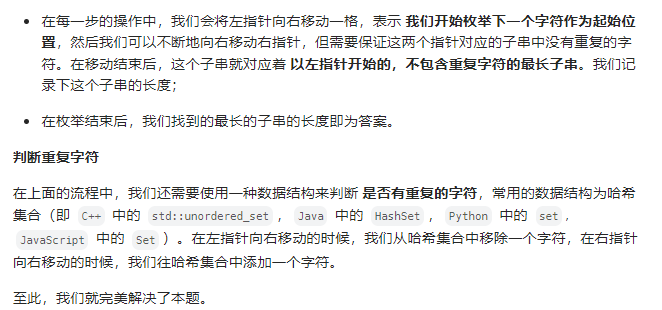 在每一步的操作中，我们会将左指针向右移动一格，表示 我们开始枚举下一个字符作为起始位
置，然后我们可以不断地向右移动右指针，但需要保证这两个指针对应的子串中没有重复的字
符。在移动结束后，这个子串就对应着 以左指针开始的，不包含重复字符的最长子串。我们记
录下这个子串的长度；
在枚举结束后，我们找到的最长的子串的长度即为答案。
判断重复字符
在上面的流程中，我们还需要使用一种数据结构来判断 是否有重复的字符，常用的数据结构为哈希
集合（即 C++ 中的 std::unordered_set，Java 中的 HashSet，Python 中的 set，
JavaScript 中的 Set）。在左指针向右移动的时候，我们从哈希集合中移除一个字符，在右指针
向右移动的时候，我们往哈希集合中添加一个字符。
至此，我们就完美解决了本题。